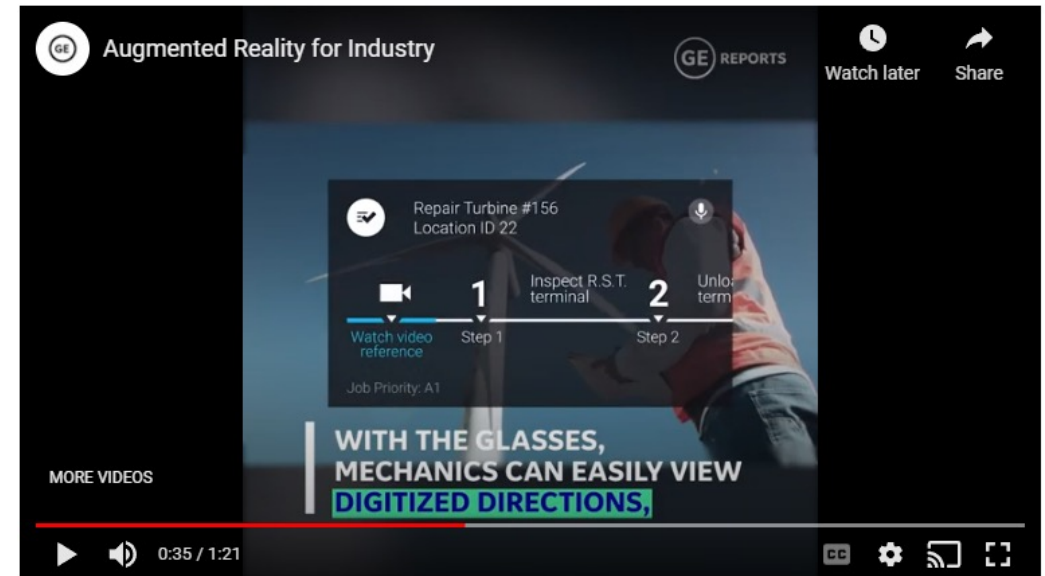 GE
Augmented Reality for Industry
GE REPORTS
Watch later
Share
Repair Turbine #156
Location ID 22
1
Inspect R.S.T.
terminal
2
Unloa
term
Watch video
reference
Step 1
Step 2
Job Priority: A1
WITH THE GLASSES,
MECHANICS CAN EASILY VIEW
DIGITIZED DIRECTIONS,
MORE VIDEOS
0:35 / 1:21
CC